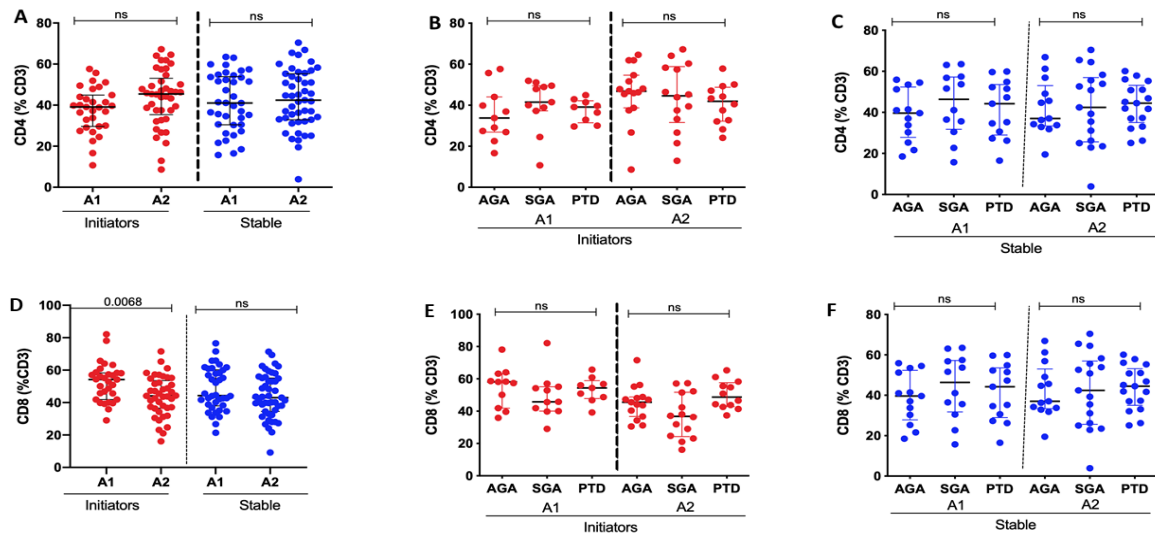 A
ns
ns
80
60
40
20
0
CD4 (% CD3)
A1
A2
A1
A2
Initiators
Stable
B
ns
ns
80
60
40
20
0
CD4 (% CD3)
AGA
SGA
PTD
AGA
SGA
PTD
A1
A2
Initiators
C
ns
ns
80
60
40
20
0
CD4 (% CD3)
AGA
SGA
PTD
AGA
SGA
PTD
A1
A2
Stable
D
0.0068
ns
100
80
60
40
20
0
CD8 (%CD3)
A1
A2
A1
A2
Initiators
Stable
E
ns
ns
100
80
60
40
20
0
CD8 (% CD3)
AGA
SGA
PTD
AGA
SGA
PTD
A1
A2
Initiators
F
ns
ns
80
60
40
20
0
CD8 (% CD3)
AGA
SGA
PTD
AGA
SGA
PTD
A1
A2
Stable